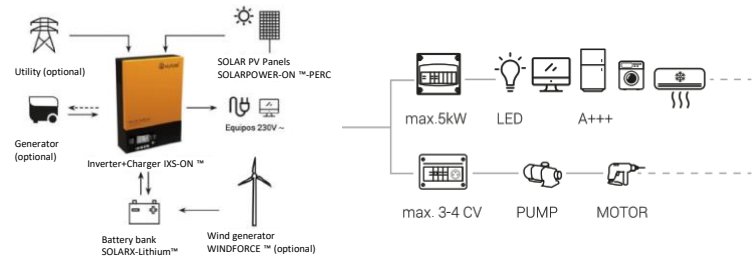 Utility (optional)
SOLAR PV Panels
SOLARPOWER-ON ™-PERC
Generator
(optional)
Equipos 230V ~
Inverter+Charger IXS-ON ™
Battery bank
SOLARX-Lithium™
Wind generator
WINDFORCE ™ (optional)
max.5kW
LED
A+++
max. 3-4 CV
PUMP
MOTOR